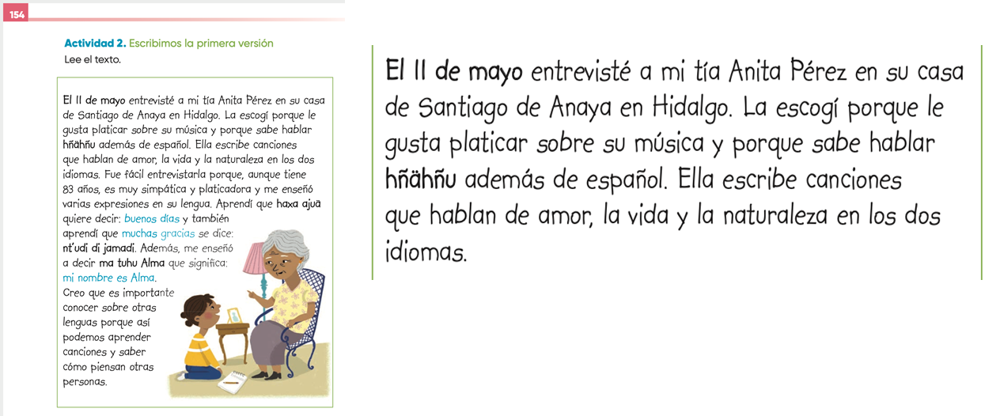 154
Actividad 2. Escribimos la primera versión
Lee el texto.
El 11 de mayo entrevisté a mi tía Anita Pérez en su casa
de Santiago de Anaya en Hidalgo. La escogí porque le
gusta platicar sobre su música y porque sabe hablar
hñähñu además de español. Ella escribe canciones
que hablan de amor, la vida y la naturaleza en los dos
idiomas. Fue fácil entrevistarla porque, aunque tiene
83 años, es muy simpática y platicadora y me enseñó
varias expresiones en su lengua. Aprendí que haxa ajuä
quiere decir: buenos días y también
aprendí que muchas gracias se dice:
nt'udi di jamadi. Además, me enseñó
a decir ma tuhu Alma que significa:
mi nombre es Alma.
Creo que es importante
conocer sobre otras
lenguas porque así
podemos aprender
canciones y saber
cómo piensan otras
personas.
El 11 de mayo entrevisté a mi tía Anita Pérez en su casa
de Santiago de Anaya en Hidalgo. La escogí porque le
gusta platicar sobre su música y porque sabe hablar
hñähñu además de español. Ella escribe canciones
que hablan de amor, la vida y la naturaleza en los dos
idiomas.